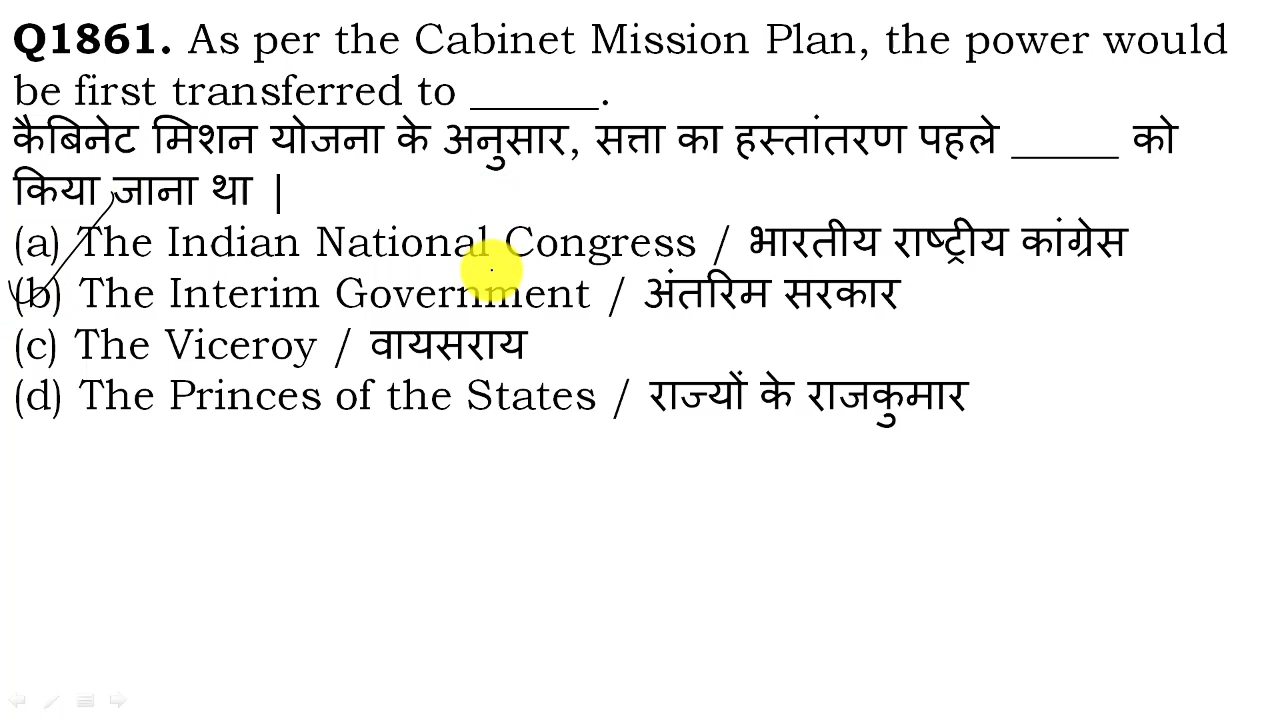 Q1861. As per the Cabinet Mission Plan, the power would
be first transferred to ______.
कैबिनेट मिशन योजना के अनुसार, सत्ता का हस्तांतरण पहले _____ को
किया जाना था |
(a) The Indian National Congress / भारतीय राष्ट्रीय कांग्रेस
(b) The Interim Government / अंतरिम सरकार
(c) The Viceroy / वायसराय
(d) The Princes of the States / राज्यों के राजकुमार